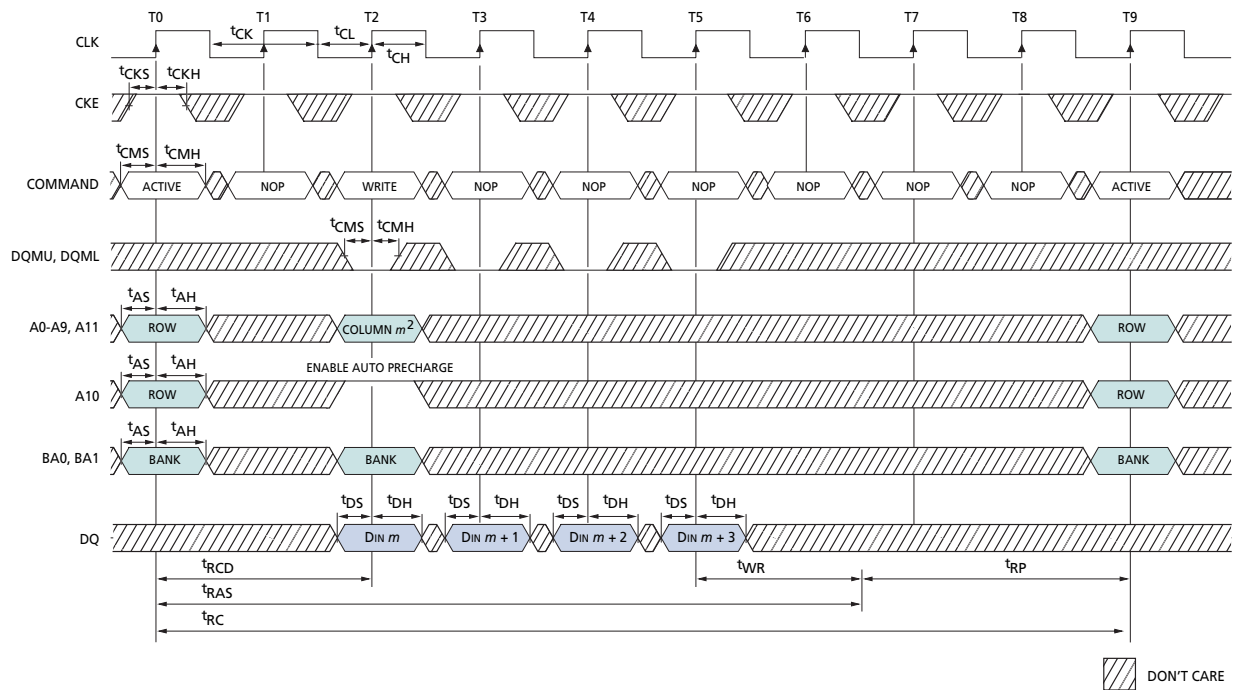 T0 T1 T2 T3 T4 T5 T6 T7 T8 T9
CLK
tCK tCL
tCH
tCKS tCKH
CKE
tCMS tCMH
COMMAND ACTIVE NOP WRITE NOP NOP NOP NOP NOP NOP ACTIVE
tCMS tCMH
DQMU, DQML
tAS tAH
A0-A9, A11 ROW COLUMN m2 ROW
tAS tAH ENABLE AUTO PRECHARGE
A10 ROW ROW
tAS tAH
BA0, BA1 BANK BANK BANK
tDS tDH tDS tDH tDS tDH tDS tDH
DQ DIN m DIN m + 1 DIN m + 2 DIN m + 3
tRCD tWR tRP
tRAS
tRC
DON'T CARE